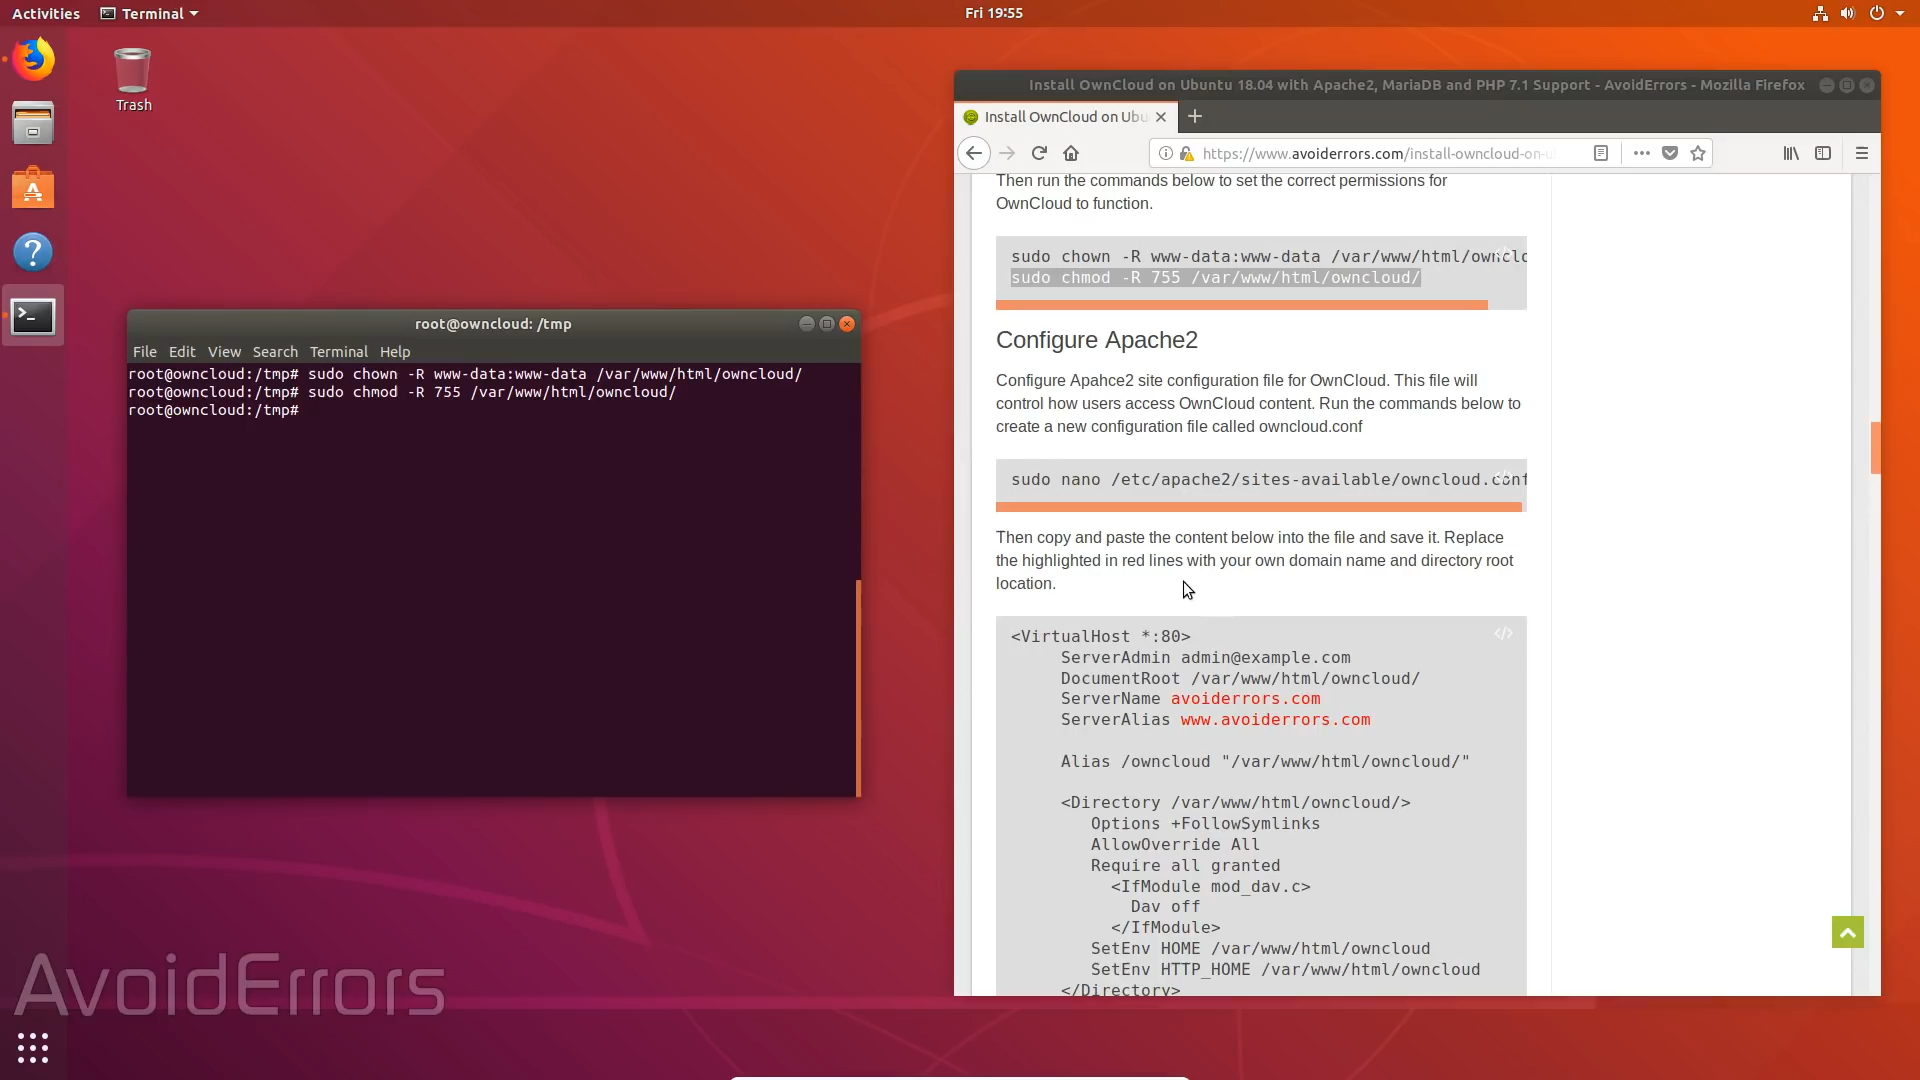 Activities
Terminal
Fri 19:55
Trash
root@owncloud: /tmp
File Edit View Search Terminal Help
root@owncloud:/tmp# sudo chown -R www-data:www-data /var/www/html/owncloud/
root@owncloud:/tmp# sudo chmod -R 755 /var/www/html/owncloud/
root@owncloud:/tmp#
AvoidErrors
Install OwnCloud on Ubuntu 18.04 with Apache2, MariaDB and PHP 7.1 Support - AvoidErrors - Mozilla Firefox
Install OwnCloud on Ubu
https://www.avoiderrors.com/install-owncloud-on-u
Then run the commands below to set the correct permissions for
OwnCloud to function.
sudo chown -R www-data:www-data /var/www/html/ownclo
sudo chmod -R 755 /var/www/html/owncloud/
Configure Apache2
Configure Apahce2 site configuration file for OwnCloud. This file will
control how users access OwnCloud content. Run the commands below to
create a new configuration file called owncloud.conf
sudo nano /etc/apache2/sites-available/owncloud.conf
Then copy and paste the content below into the file and save it. Replace
the highlighted in red lines with your own domain name and directory root
location.
<VirtualHost *:80>
ServerAdmin admin@example.com
DocumentRoot /var/www/html/owncloud/
ServerName avoiderrors.com
ServerAlias www.avoiderrors.com
Alias /owncloud "/var/www/html/owncloud/"
<Directory /var/www/html/owncloud/>
Options +FollowSymlinks
AllowOverride All
Require all granted
<IfModule mod_dav.c>
Dav off
</IfModule>
SetEnv HOME /var/www/html/owncloud
SetEnv HTTP_HOME /var/www/html/owncloud
</Directory>